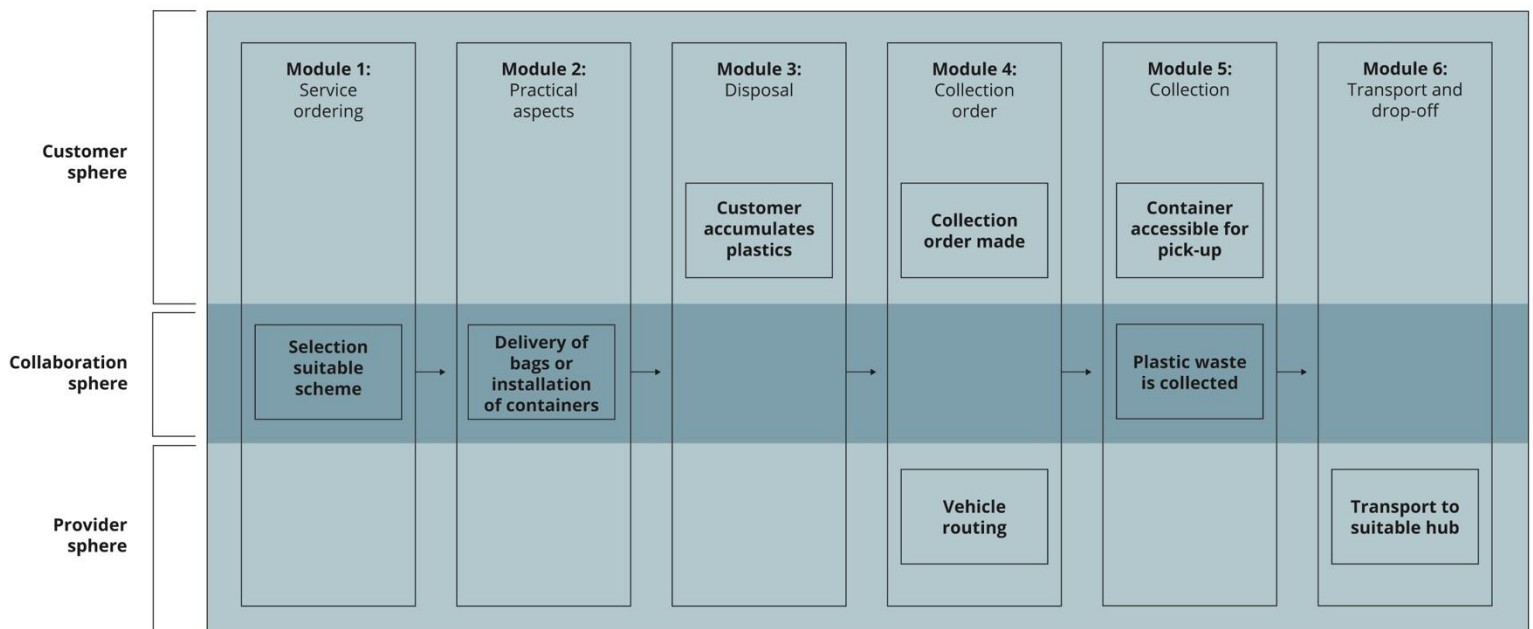 Module 1:
Service
ordering
Module 2:
Practical
aspects
Module 3:
Disposal
Module 4:
Collection
order
Module 5:
Collection
Module 6:
Transport and
drop-off
Customer
sphere
Customer
accumulates
plastics
Collection
order made
Container
accessible for
pick-up
Collaboration
sphere
Selection
suitable
scheme
Delivery of
bags or
installation
of containers
Plastic waste
is collected
Provider
sphere
Vehicle
routing
Transport to
suitable hub